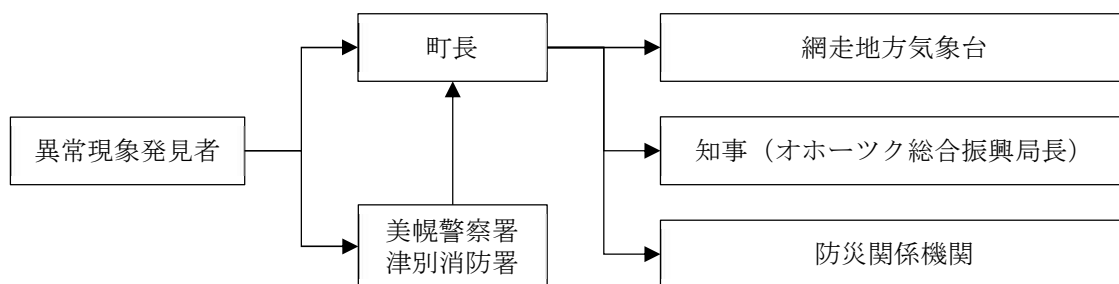 町長
網走地方気象台
異常現象発見者
知事（オホーツク総合振興局長）
美幌警察署
津別消防署
防災関係機関